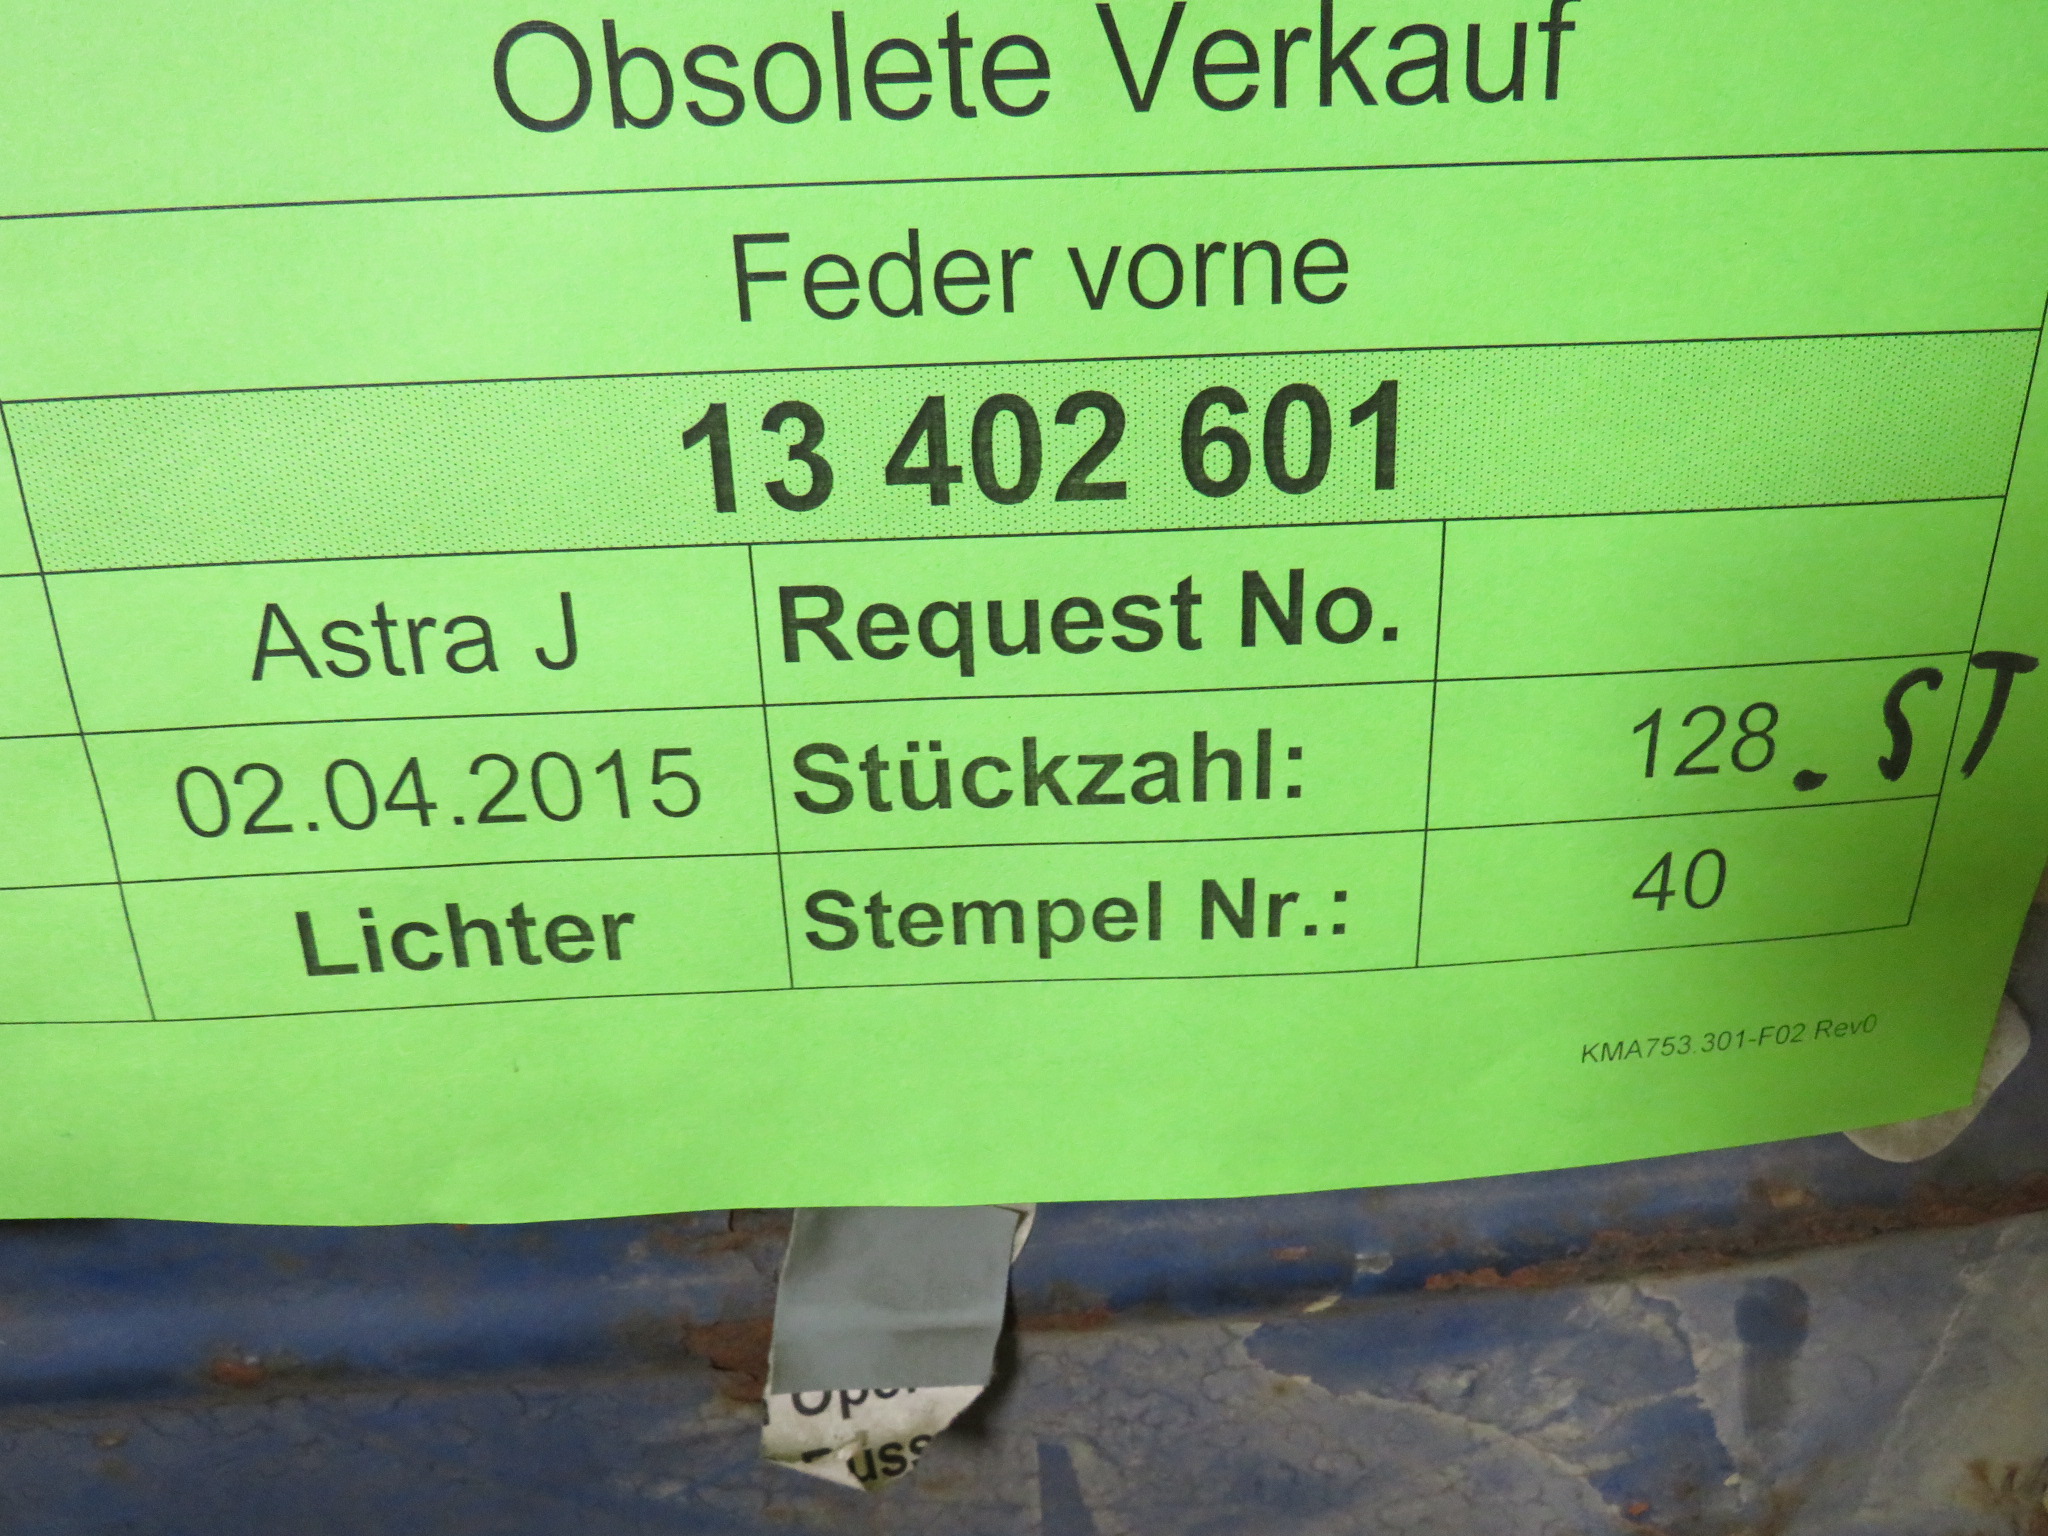 Obsolete Verkauf
Feder vorne
13 402 601
Astra J Request No.
02.04.2015 Stückzahl: 128 . ST
Lichter Stempel Nr.: 40
KMA753.301-F02 Rev0